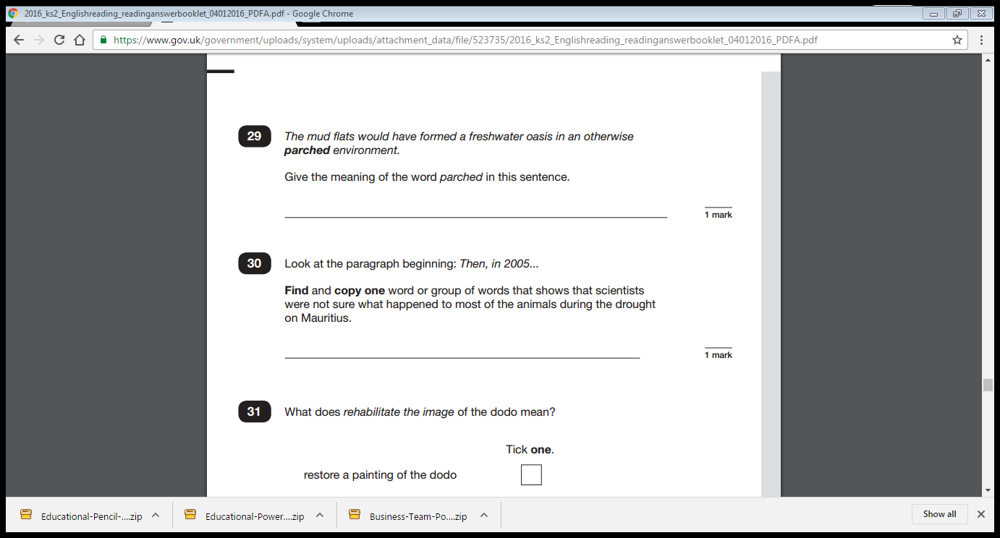 2016_ks2_Englishreading_readinganswerbooklet_04012016_PDFA.pdf - Google Chrome
https://www.gov.uk/government/uploads/system/uploads/attachment_data/file/523735/2016_ks2_Englishreading_readinganswerbooklet_04012016_PDFA.pdf
29 The mud flats would have formed a freshwater oasis in an otherwise
parched environment.
Give the meaning of the word parched in this sentence.
1 mark
30 Look at the paragraph beginning: Then, in 2005...
Find and copy one word or group of words that shows that scientists
were not sure what happened to most of the animals during the drought
on Mauritius.
1 mark
31 What does rehabilitate the image of the dodo mean?
Tick one.
restore a painting of the dodo
Educational-Pencil-....zip Educational-Power....zip Business-Team-Po....zip Show all